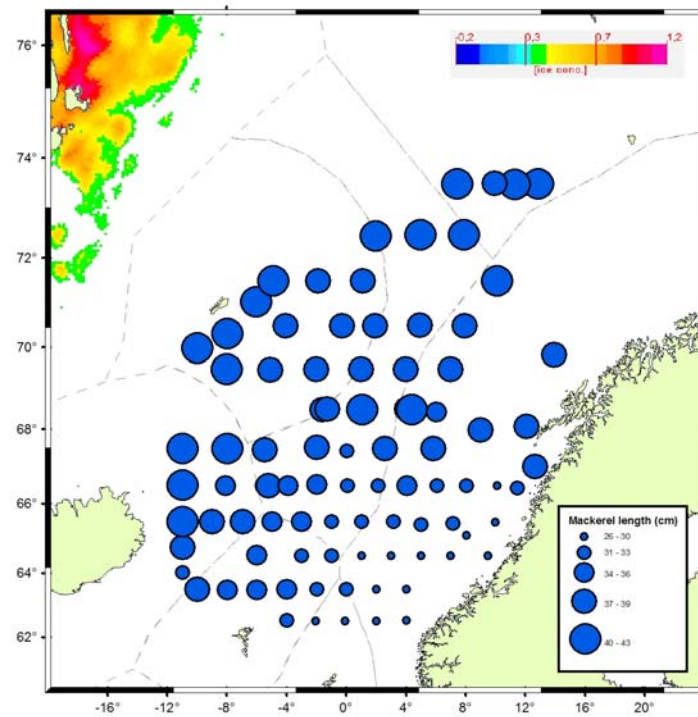 76°
-0,2 0,3 0,7 1,2
[ice conc.]
74°
72°
70°
68°
66°
64°
62°
Mackerel length (cm)
26 - 30
31 - 33
34 - 36
37 - 39
40 - 43
-16° -12° -8° -4° 0° 4° 8° 12° 16° 20°